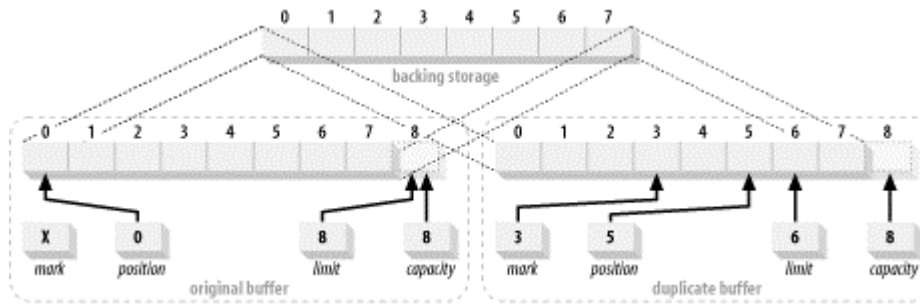 0 1 2 3 4 5 6 7
backing storage
0 1 2 3 4 5 6 7 8
0 1 2 3 4 5 6 7 8
X 0 8 8
mark position limit capacity
original buffer
3 5 6 8
mark position limit capacity
duplicate buffer